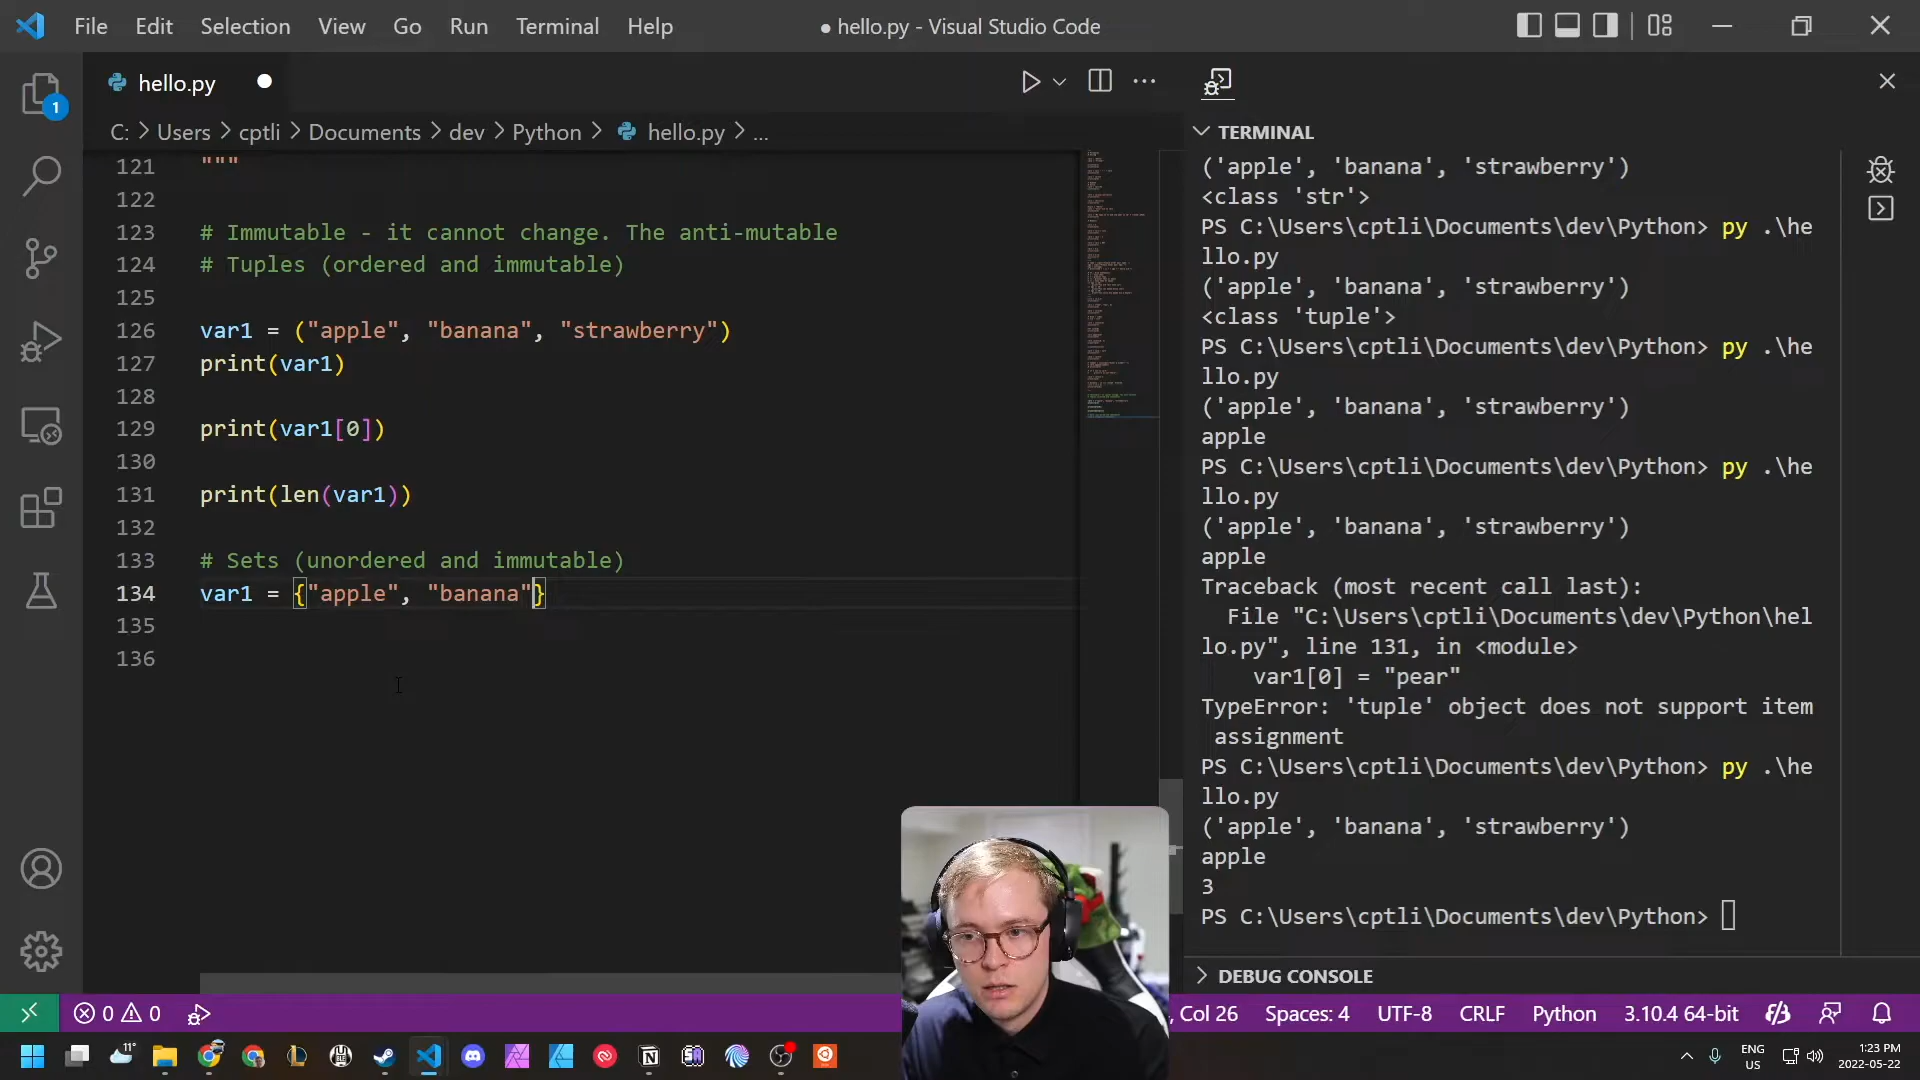 File Edit Selection View Go Run Terminal Help
● hello.py - Visual Studio Code
hello.py
1
C: > Users > cptli > Documents > dev > Python > hello.py > ...
121 """
122
123 # Immutable - it cannot change. The anti-mutable
124 # Tuples (ordered and immutable)
125
126 var1 = ("apple", "banana", "strawberry")
127 print(var1)
128
129 print(var1[0])
130
131 print(len(var1))
132
133 # Sets (unordered and immutable)
134 var1 = {"apple", "banana"}
135
136
TERMINAL
('apple', 'banana', 'strawberry')
<class 'str'>
PS C:\Users\cptli\Documents\dev\Python> py .\he
llo.py
('apple', 'banana', 'strawberry')
<class 'tuple'>
PS C:\Users\cptli\Documents\dev\Python> py .\he
llo.py
('apple', 'banana', 'strawberry')
apple
PS C:\Users\cptli\Documents\dev\Python> py .\he
llo.py
('apple', 'banana', 'strawberry')
apple
Traceback (most recent call last):
  File "C:\Users\cptli\Documents\dev\Python\hel
lo.py", line 131, in <module>
    var1[0] = "pear"
TypeError: 'tuple' object does not support item
 assignment
PS C:\Users\cptli\Documents\dev\Python> py .\he
llo.py
('apple', 'banana', 'strawberry')
apple
3
PS C:\Users\cptli\Documents\dev\Python>
DEBUG CONSOLE
0 0
, Col 26 Spaces: 4 UTF-8 CRLF Python 3.10.4 64-bit
11°
ENG
US
1:23 PM
2022-05-22